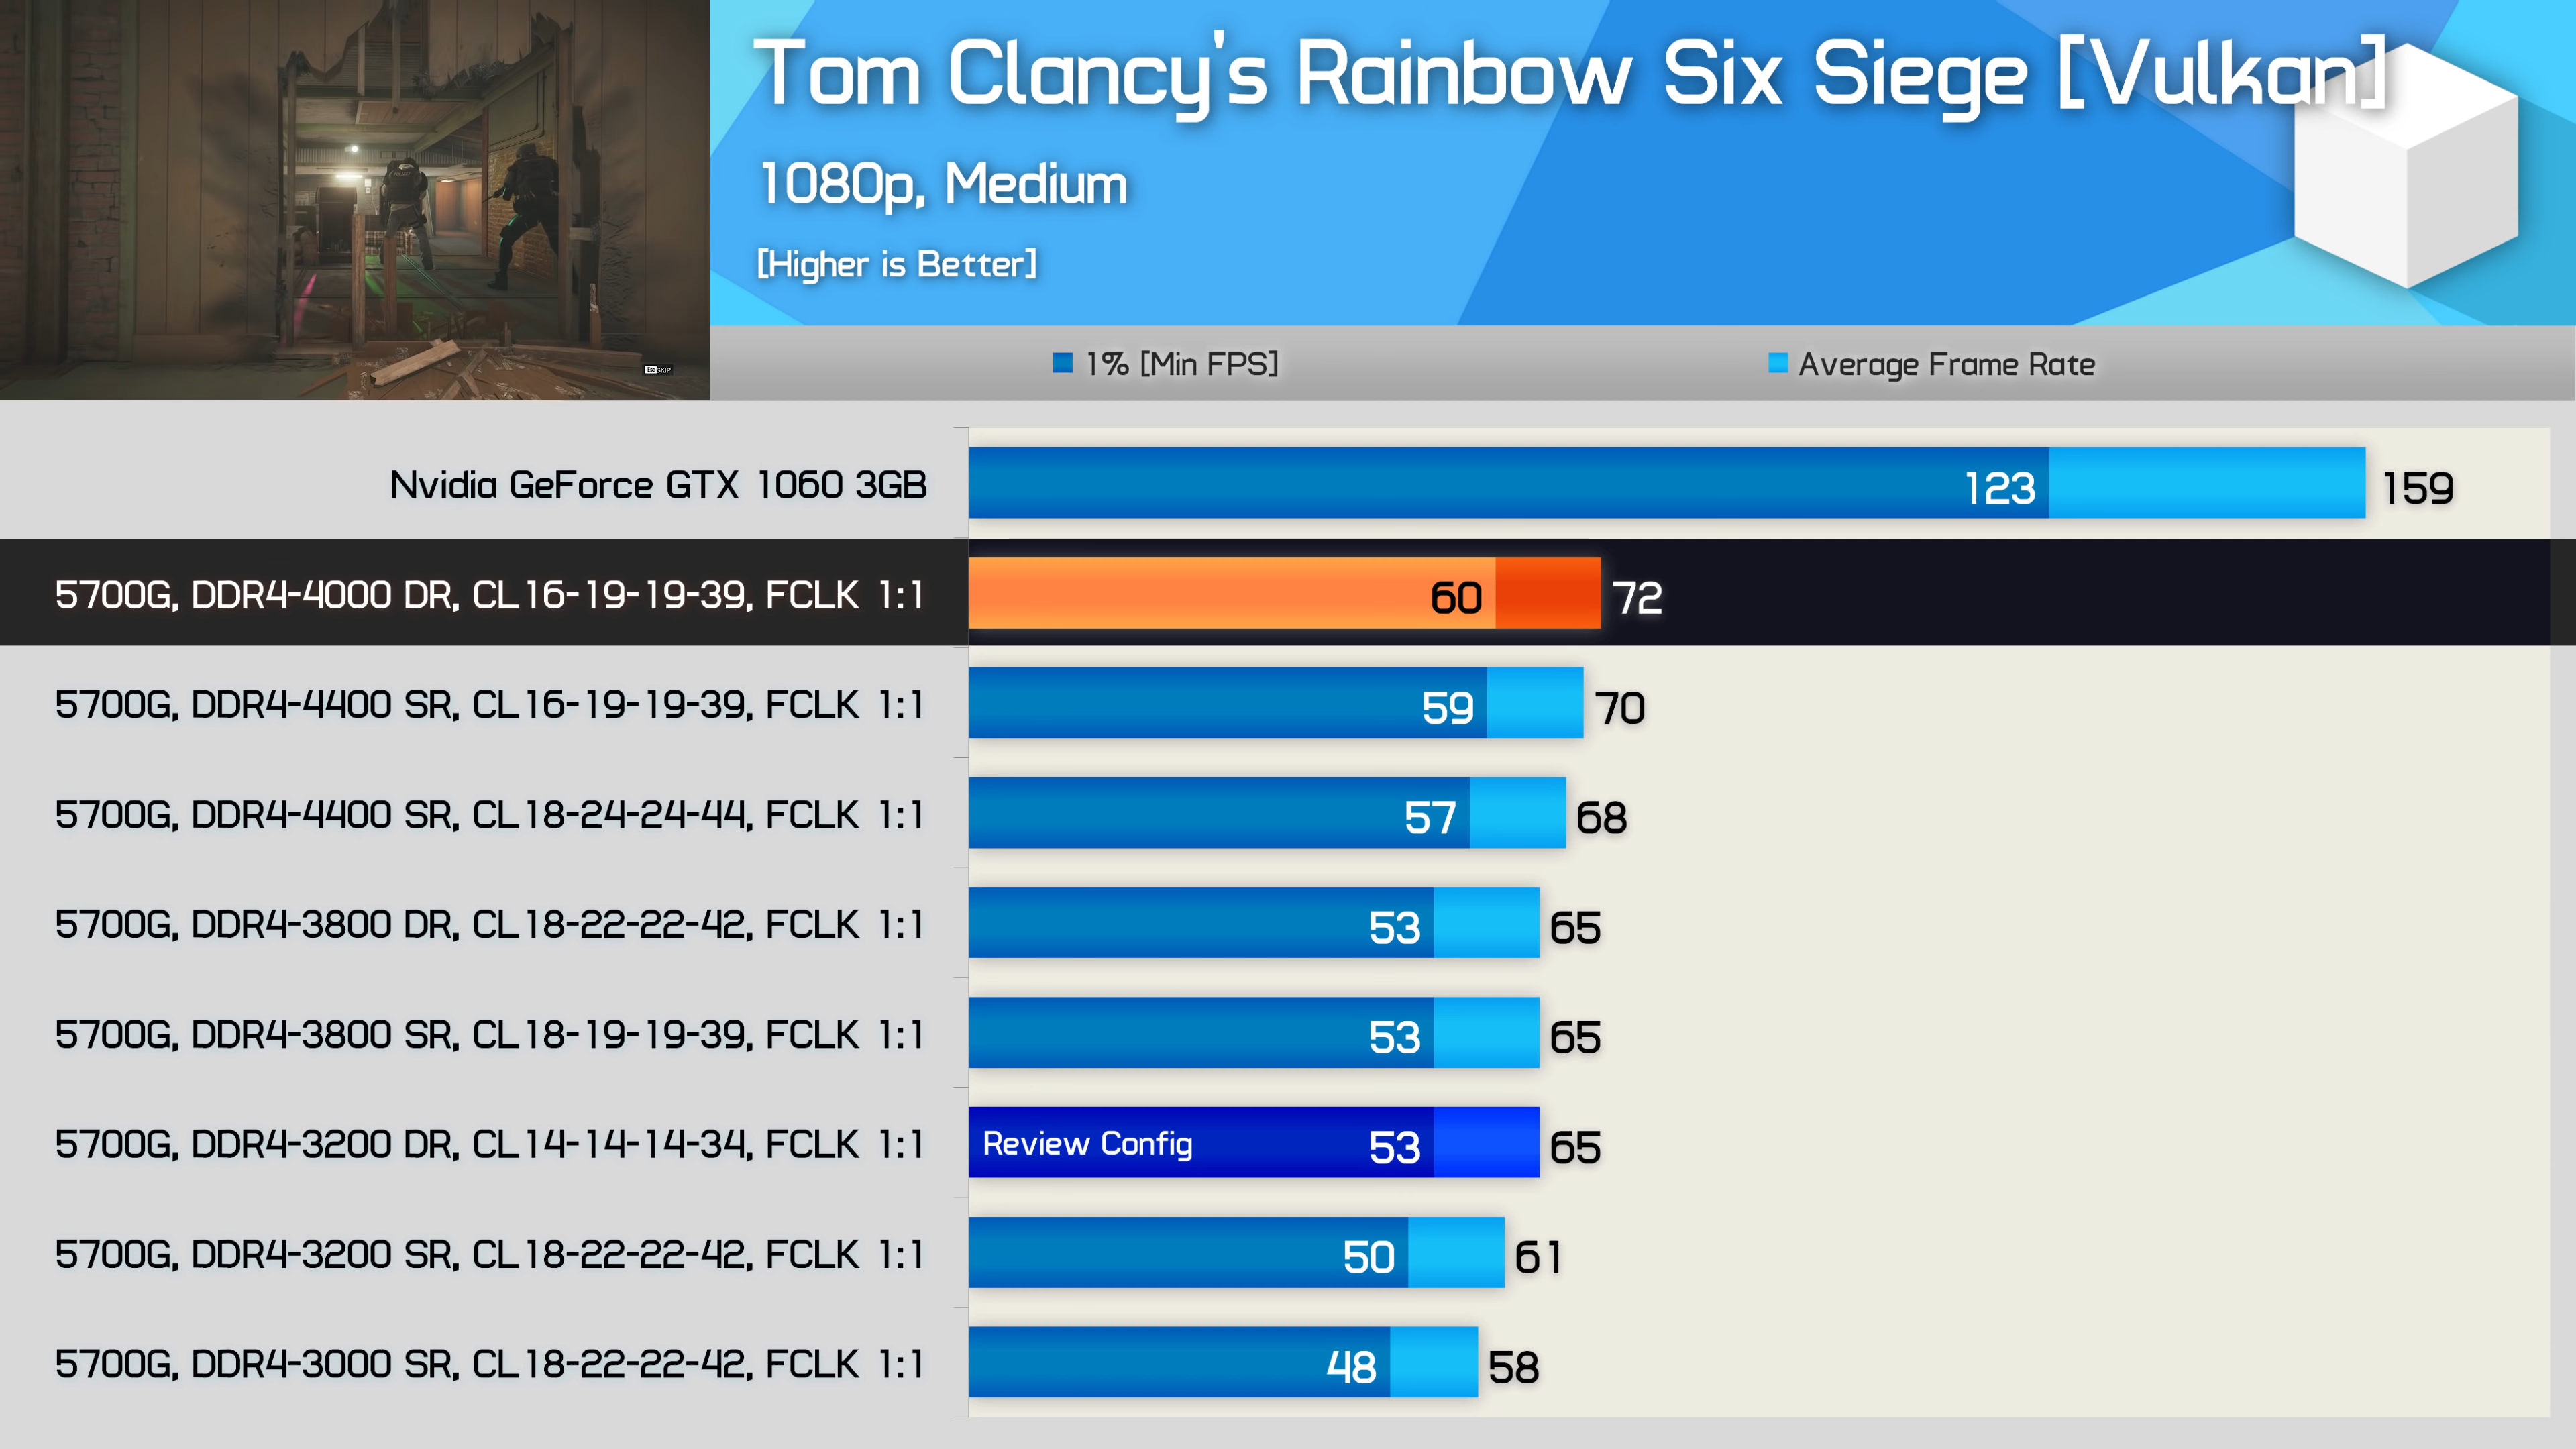 Tom Clancy's Rainbow Six Siege [Vulkan]
1080p, Medium
[Higher is Better]
Esc SKIP
1% [Min FPS]
Average Frame Rate
Nvidia GeForce GTX 1060 3GB 123 159
5700G, DDR4-4000 DR, CL16-19-19-39, FCLK 1:1 60 72
5700G, DDR4-4400 SR, CL16-19-19-39, FCLK 1:1 59 70
5700G, DDR4-4400 SR, CL18-24-24-44, FCLK 1:1 57 68
5700G, DDR4-3800 DR, CL18-22-22-42, FCLK 1:1 53 65
5700G, DDR4-3800 SR, CL18-19-19-39, FCLK 1:1 53 65
5700G, DDR4-3200 DR, CL14-14-14-34, FCLK 1:1 Review Config 53 65
5700G, DDR4-3200 SR, CL18-22-22-42, FCLK 1:1 50 61
5700G, DDR4-3000 SR, CL18-22-22-42, FCLK 1:1 48 58